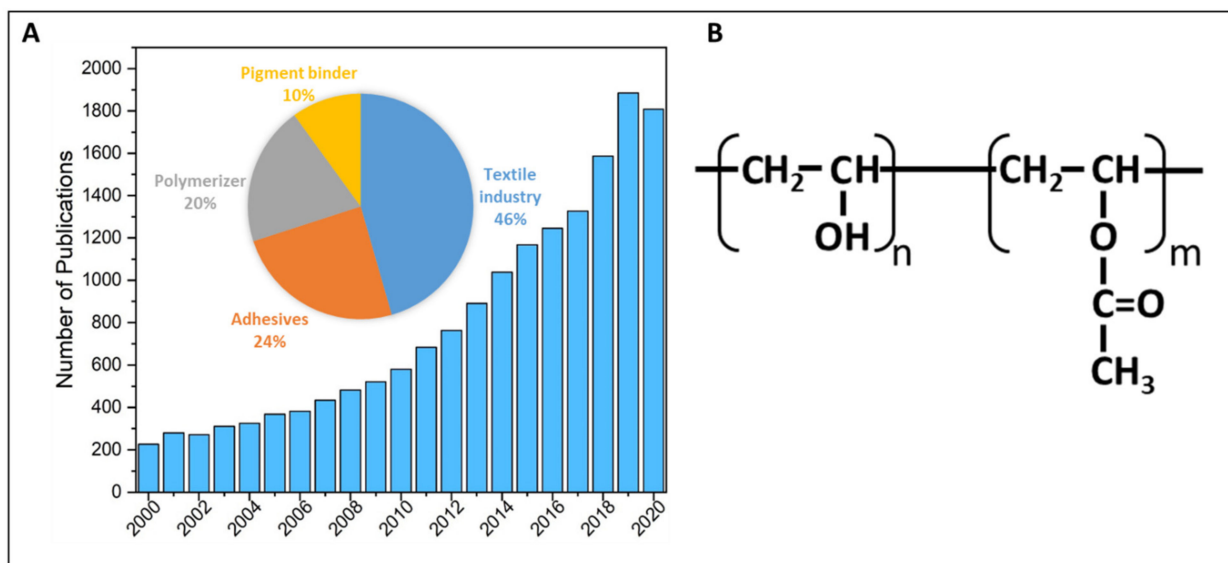 A
B
Number of Publications
2000
1800
1600
1400
1200
1000
800
600
400
200
0
Pigment binder
10%
Polymerizer
20%
Textile
industry
46%
Adhesives
24%
2000
2002
2004
2006
2008
2010
2012
2014
2016
2018
2020
CH₂ CH CH₂ CH
OH n O m
C=O
CH₃